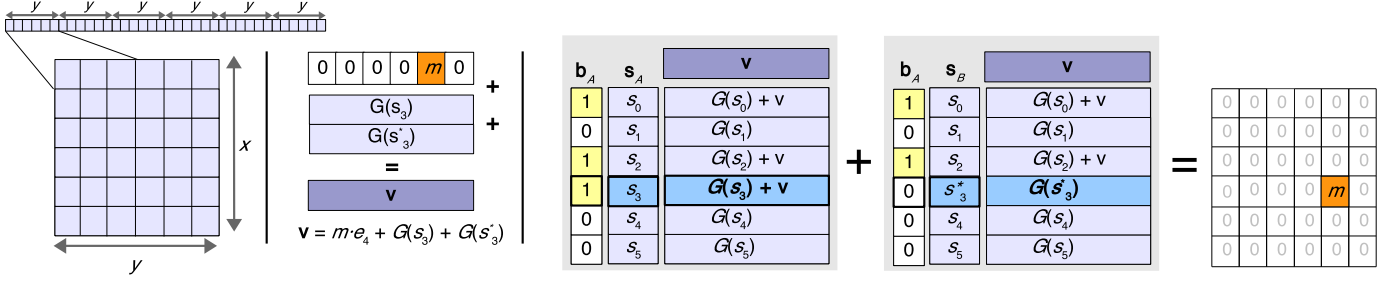 y y y y y y
x
y
0 0 0 0 m 0
+
G(s₃)
+
G(s*₃)
=
v
v = m·e₄ + G(s₃) + G(s*₃)
b_A s_A v
1 s₀ G(s₀) + v
0 s₁ G(s₁)
1 s₂ G(s₂) + v
1 s₃ G(s₃) + v
0 s₄ G(s₄)
0 s₅ G(s₅)
+
b_A s_B v
1 s₀ G(s₀) + v
0 s₁ G(s₁)
1 s₂ G(s₂) + v
0 s*₃ G(s*₃)
0 s₄ G(s₄)
0 s₅ G(s₅)
=
0 0 0 0 0 0
0 0 0 0 0 0
0 0 0 0 0 0
0 0 0 0 m 0
0 0 0 0 0 0
0 0 0 0 0 0